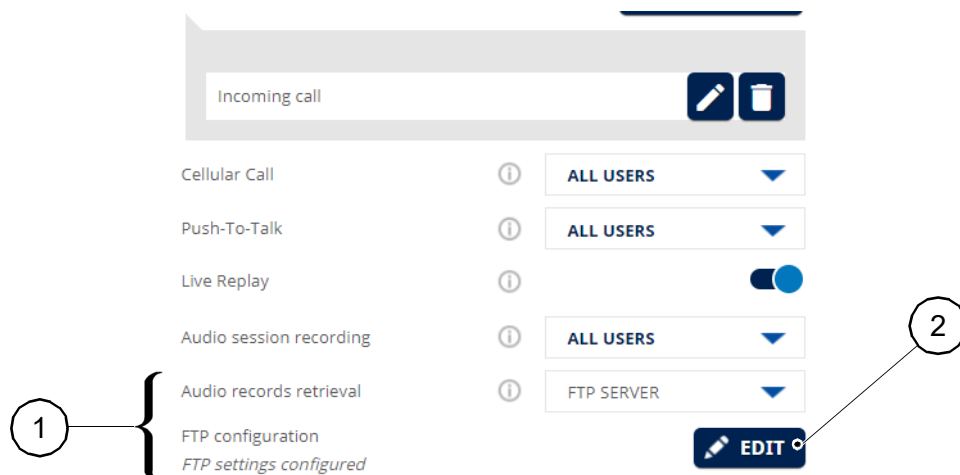 Incoming call
Cellular Call ALL USERS
Push-To-Talk ALL USERS
Live Replay
Audio session recording ALL USERS
Audio records retrieval FTP SERVER
FTP configuration
EDIT
FTP settings configured
1
2